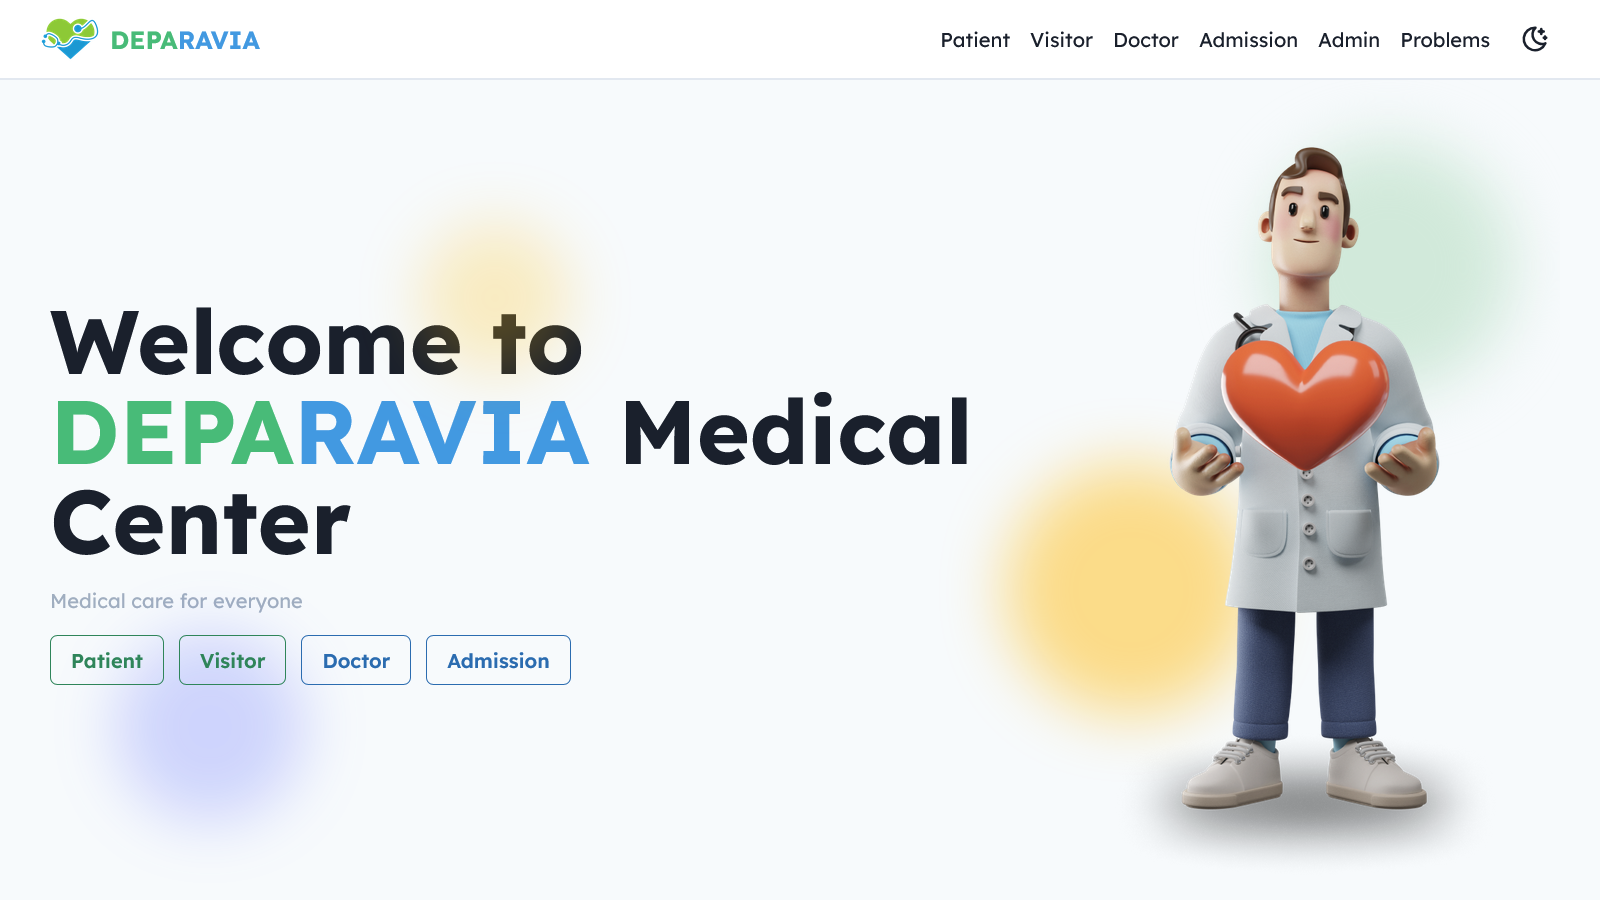 DEPARAVIA
Patient Visitor Doctor Admission Admin Problems
Welcome to
DEPARAVIA Medical
Center
Medical care for everyone
Patient Visitor Doctor Admission